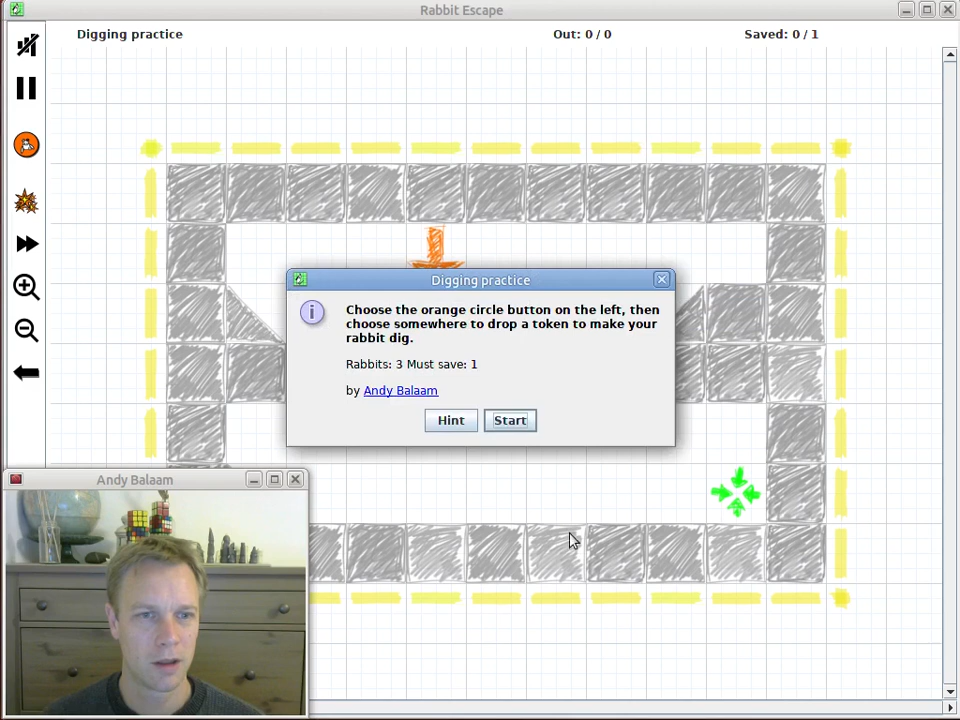 Rabbit Escape
Digging practice
Out: 0 / 0
Saved: 0 / 1
Digging practice
Choose the orange circle button on the left, then
choose somewhere to drop a token to make your
rabbit dig.
Rabbits: 3 Must save: 1
by Andy Balaam
Hint
Start
Andy Balaam